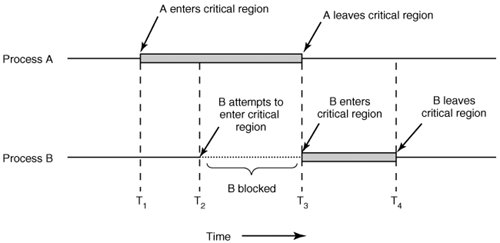 A enters critical region
A leaves critical region
Process A
B attempts to
enter critical
region
B enters
critical region
B leaves
critical region
Process B
B blocked
T1
T2
T3
T4
Time